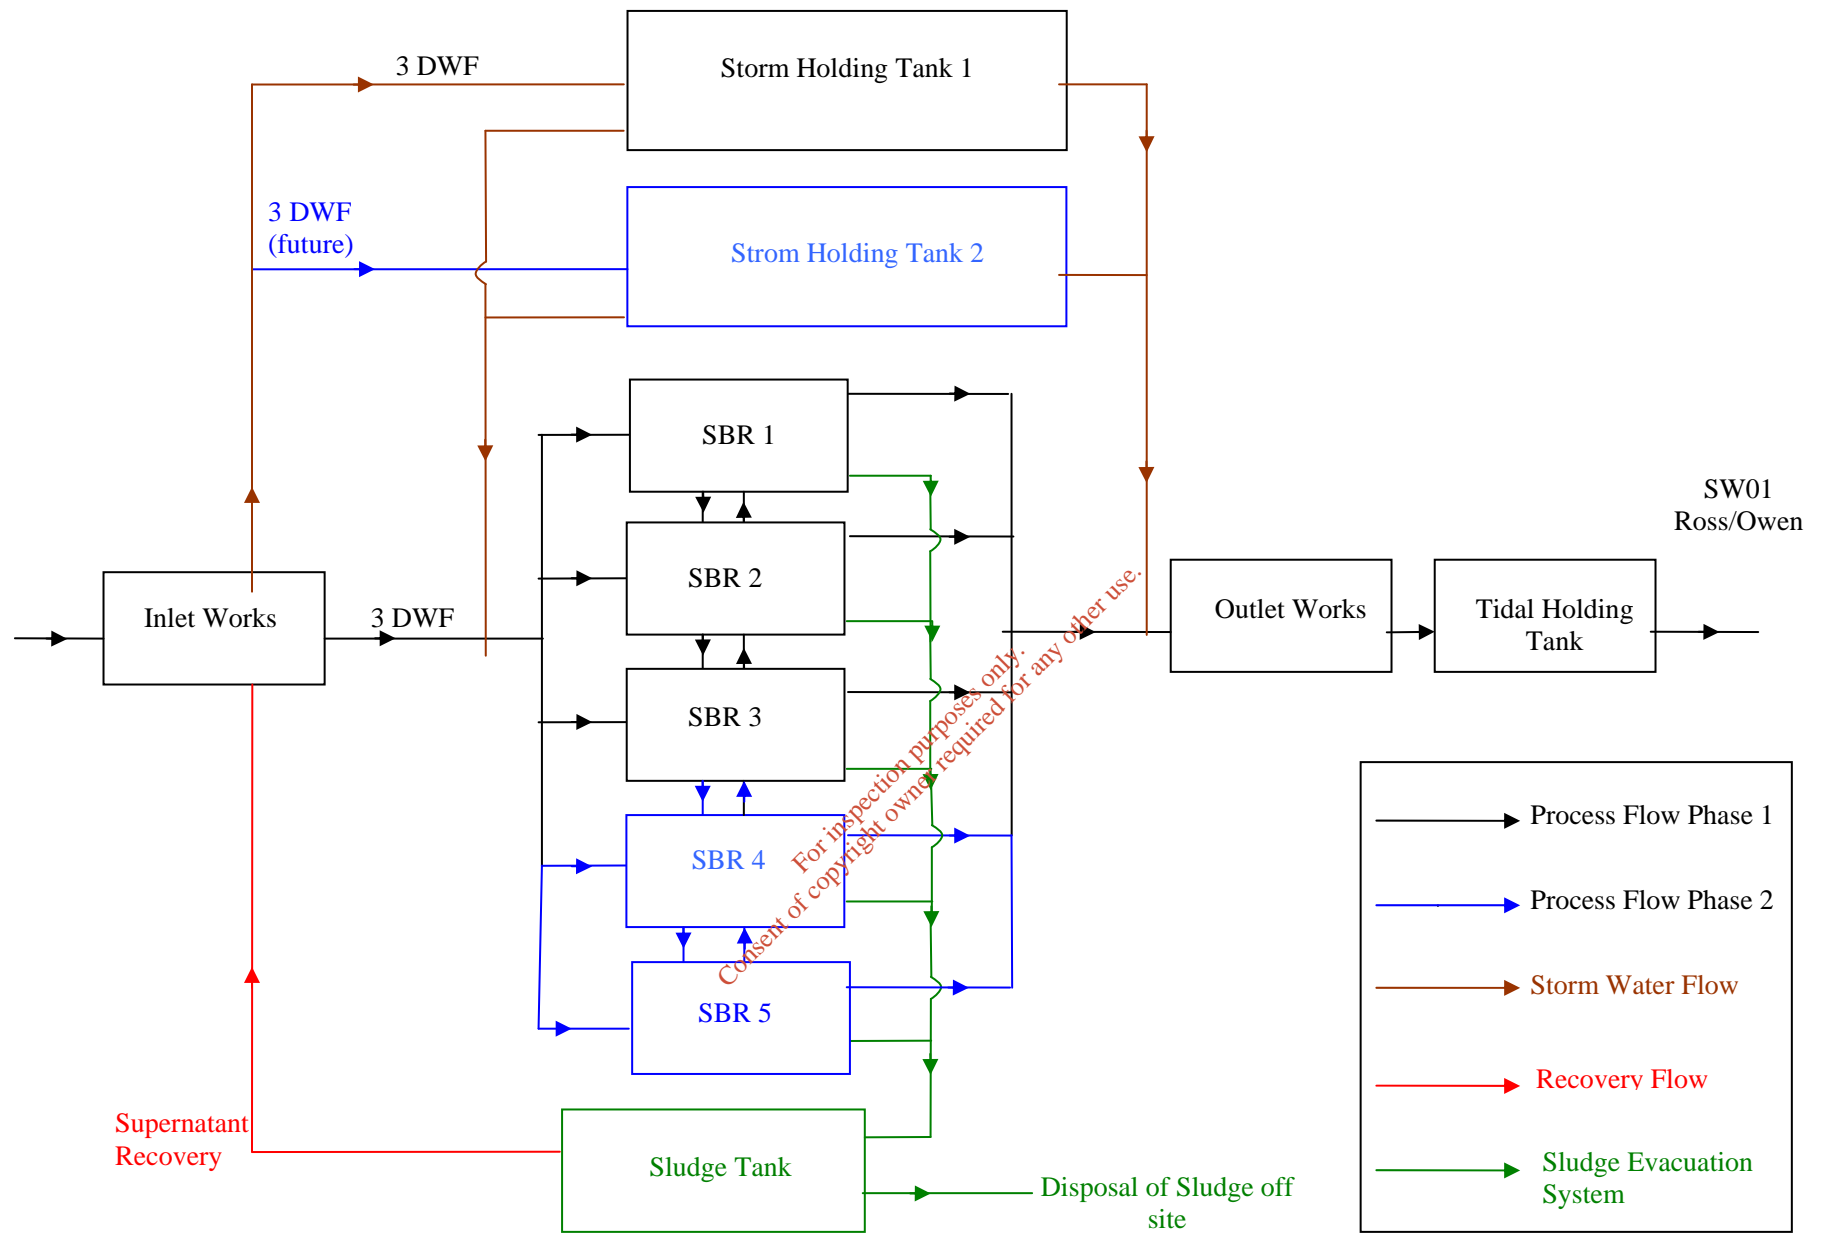 3 DWF
Storm Holding Tank 1
3 DWF
(future)
Strom Holding Tank 2
SBR 1
SBR 2
SBR 3
SBR 4
SBR 5
Inlet Works
3 DWF
Outlet Works
Tidal Holding
Tank
SW01
Ross/Owen
For inspection purposes only.
Consent of copyright owner required for any other use.
Process Flow Phase 1
Process Flow Phase 2
Storm Water Flow
Recovery Flow
Sludge Evacuation
System
Supernatant
Recovery
Sludge Tank
Disposal of Sludge off
site